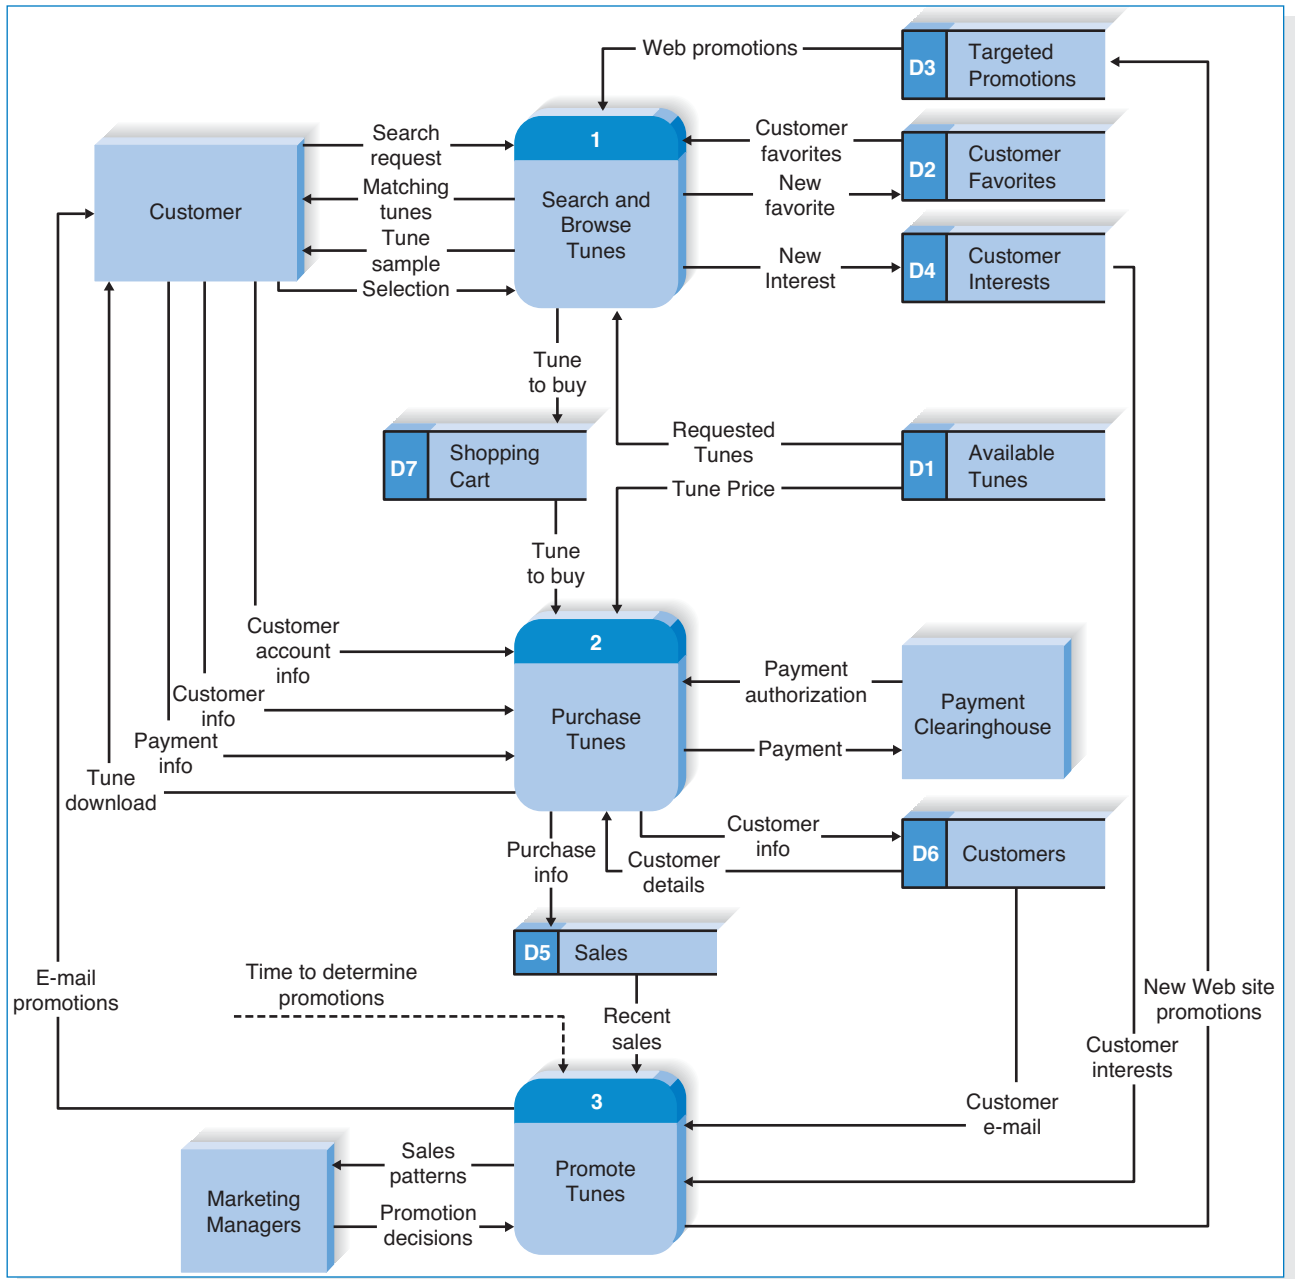 Web promotions
D3
Targeted
Promotions
Search
request
1
Customer
favorites
D2
Customer
Favorites
Customer
Matching
tunes
Search and
Browse
Tunes
New
favorite
Tune
sample
New
Interest
D4
Customer
Interests
Selection
Tune
to buy
D7
Shopping
Cart
Requested
Tunes
D1
Available
Tunes
Tune Price
Tune
to buy
Customer
account
info
2
Payment
authorization
Customer
info
Purchase
Tunes
Payment
Clearinghouse
Payment
info
Payment
Tune
download
Purchase
info
Customer
info
Customer
details
D6
Customers
D5
Sales
E-mail
promotions
Time to determine
promotions
Recent
sales
New Web site
promotions
Customer
interests
3
Customer
e-mail
Marketing
Managers
Sales
patterns
Promote
Tunes
Promotion
decisions